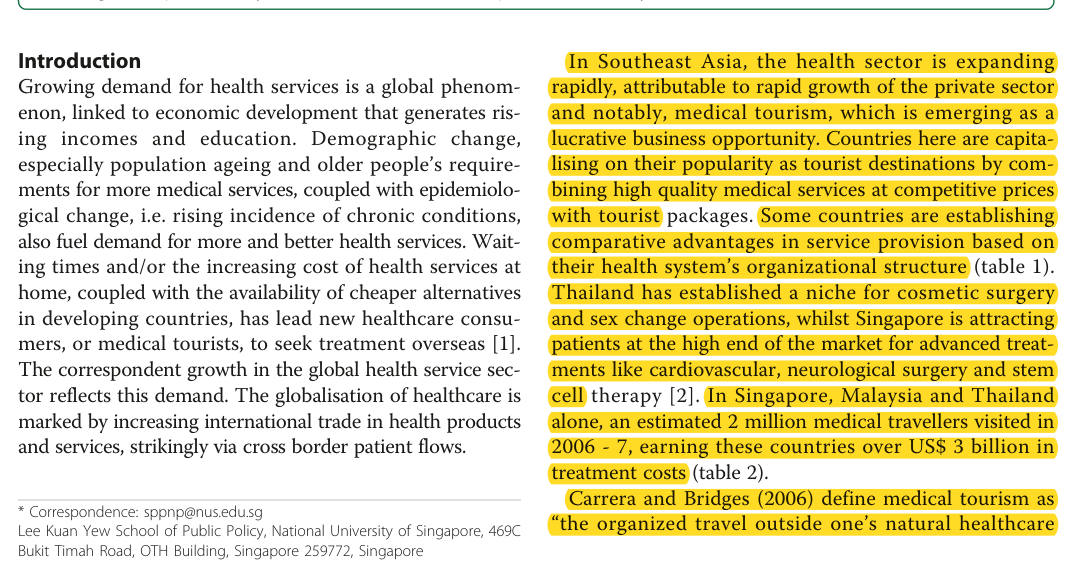 Introduction
Growing demand for health services is a global phenom-
enon, linked to economic development that generates ris-
ing incomes and education. Demographic change,
especially population ageing and older people's require-
ments for more medical services, coupled with epidemiolo-
gical change, i.e. rising incidence of chronic conditions,
also fuel demand for more and better health services. Wait-
ing times and/or the increasing cost of health services at
home, coupled with the availability of cheaper alternatives
in developing countries, has lead new healthcare consu-
mers, or medical tourists, to seek treatment overseas [1].
The correspondent growth in the global health service sec-
tor reflects this demand. The globalisation of healthcare is
marked by increasing international trade in health products
and services, strikingly via cross border patient flows.
* Correspondence: sppnp@nus.edu.sg
Lee Kuan Yew School of Public Policy, National University of Singapore, 469C
Bukit Timah Road, OTH Building, Singapore 259772, Singapore
In Southeast Asia, the health sector is expanding
rapidly, attributable to rapid growth of the private sector
and notably, medical tourism, which is emerging as a
lucrative business opportunity. Countries here are capita-
lising on their popularity as tourist destinations by com-
bining high quality medical services at competitive prices
with tourist packages. Some countries are establishing
comparative advantages in service provision based on
their health system's organizational structure (table 1).
Thailand has established a niche for cosmetic surgery
and sex change operations, whilst Singapore is attracting
patients at the high end of the market for advanced treat-
ments like cardiovascular, neurological surgery and stem
cell therapy [2]. In Singapore, Malaysia and Thailand
alone, an estimated 2 million medical travellers visited in
2006 - 7, earning these countries over US$ 3 billion in
treatment costs (table 2).
Carrera and Bridges (2006) define medical tourism as
"the organized travel outside one's natural healthcare